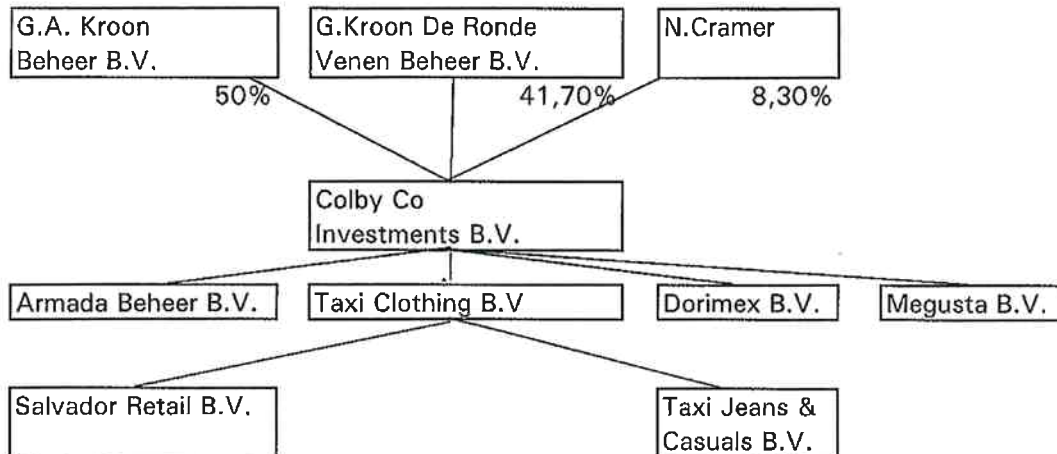 G.A. Kroon
Beheer B.V.
G.Kroon De Ronde
Venen Beheer B.V.
N.Cramer
50%
41,70%
8,30%
Colby Co
Investments B.V.
Armada Beheer B.V.
Taxi Clothing B.V
Dorimex B.V.
Megusta B.V.
Salvador Retail B.V.
Taxi Jeans &
Casuals B.V.